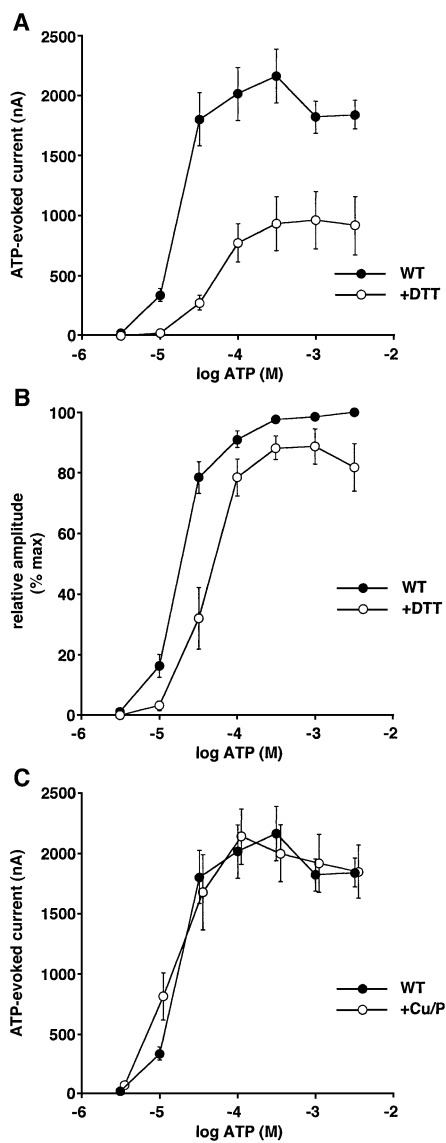 A
2500
2000
1500
1000
500
0
ATP-evoked current (nA)
WT
+DTT
-6 -5 -4 -3 -2
log ATP (M)
B
100
80
60
40
20
0
relative amplitude
(% max)
WT
+DTT
-6 -5 -4 -3 -2
log ATP (M)
C
2500
2000
1500
1000
500
0
ATP-evoked current (nA)
WT
+Cu/P
-6 -5 -4 -3 -2
log ATP (M)